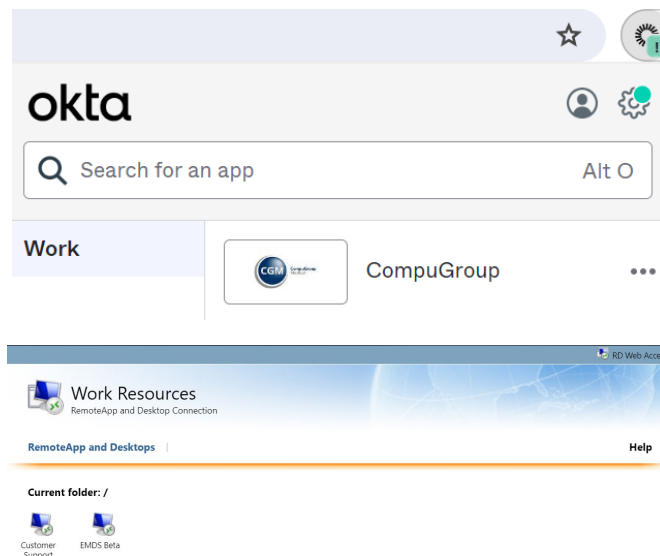 okta
Search for an app
Alt O
Work
CGM
CompuGroup
RD Web Acce
Work Resources
RemoteApp and Desktop Connection
RemoteApp and Desktops
Help
Current folder: /
Customer
Support
EMDS Beta